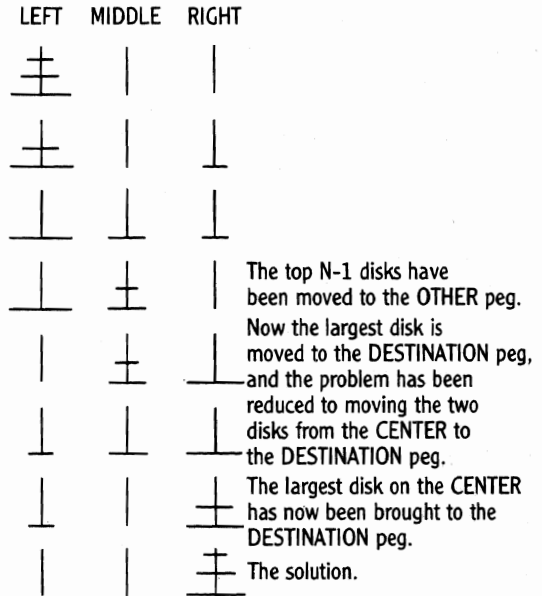 LEFT MIDDLE RIGHT
The top N-1 disks have
been moved to the OTHER peg.
Now the largest disk is
moved to the DESTINATION peg,
and the problem has been
reduced to moving the two
disks from the CENTER to
the DESTINATION peg.
The largest disk on the CENTER
has now been brought to the
DESTINATION peg.
The solution.